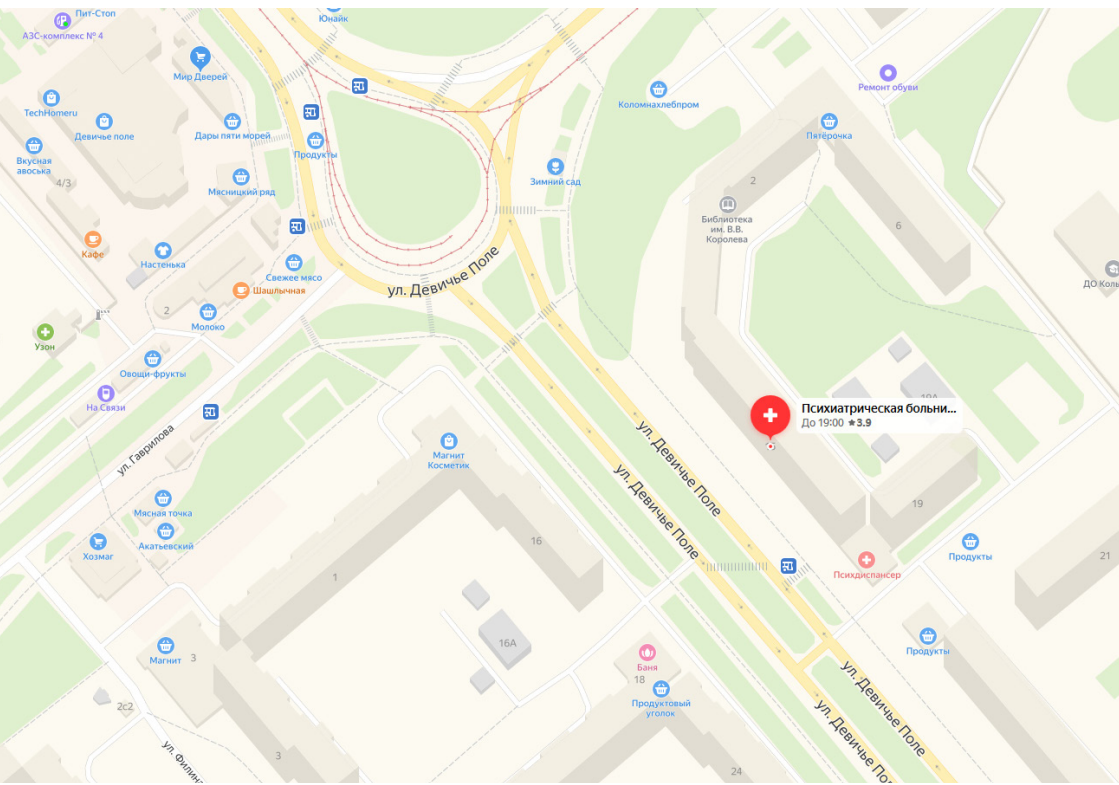 Пит-Стоп
АЗС-комплекс № 4
Юнайк
Мир Дверей
TechHomeru
Девичье поле
Дары пяти морей
Продукты
Вкусная
авоська
4/3
Мясницкий ряд
Кафе
Настенька
Свежее мясо
Шашлычная
2
Молоко
Узон
Овощи-фрукты
На Связи
ул. Гаврилова
ул. Девичье Поле
Зимний сад
Коломнахлебпром
Ремонт обуви
Пятёрочка
2
Библиотека
им. В.В.
Королева
6
ДО Коль
19А
Психиатрическая больни...
До 19:00 ★3.9
ул. Девичье Поле
ул. Девичье Поле
Магнит
Косметик
Мясная точка
Акатьевский
Хозмаг
16
1
19
Продукты
21
Психдиспансер
16А
Магнит
3
Баня
18
Продуктовый
уголок
Продукты
2с2
3
24
ул. Девичье Поле
ул. Девичье По
ул. Филина